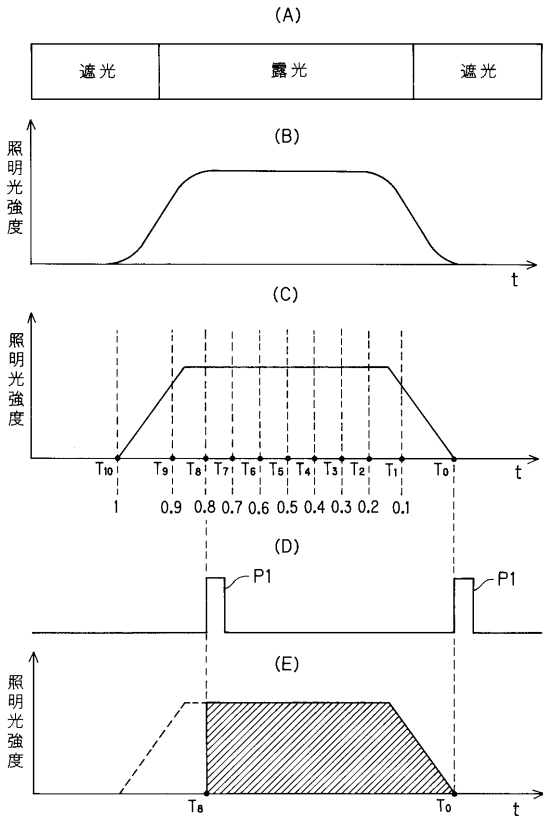 (A)
遮光 露光 遮光
(B)
照明光強度
t
(C)
照明光強度
T10 T9 T8 T7 T6 T5 T4 T3 T2 T1 T0 t
1 0.9 0.8 0.7 0.6 0.5 0.4 0.3 0.2 0.1
(D)
P1 P1
(E)
照明光強度
T8 T0 t